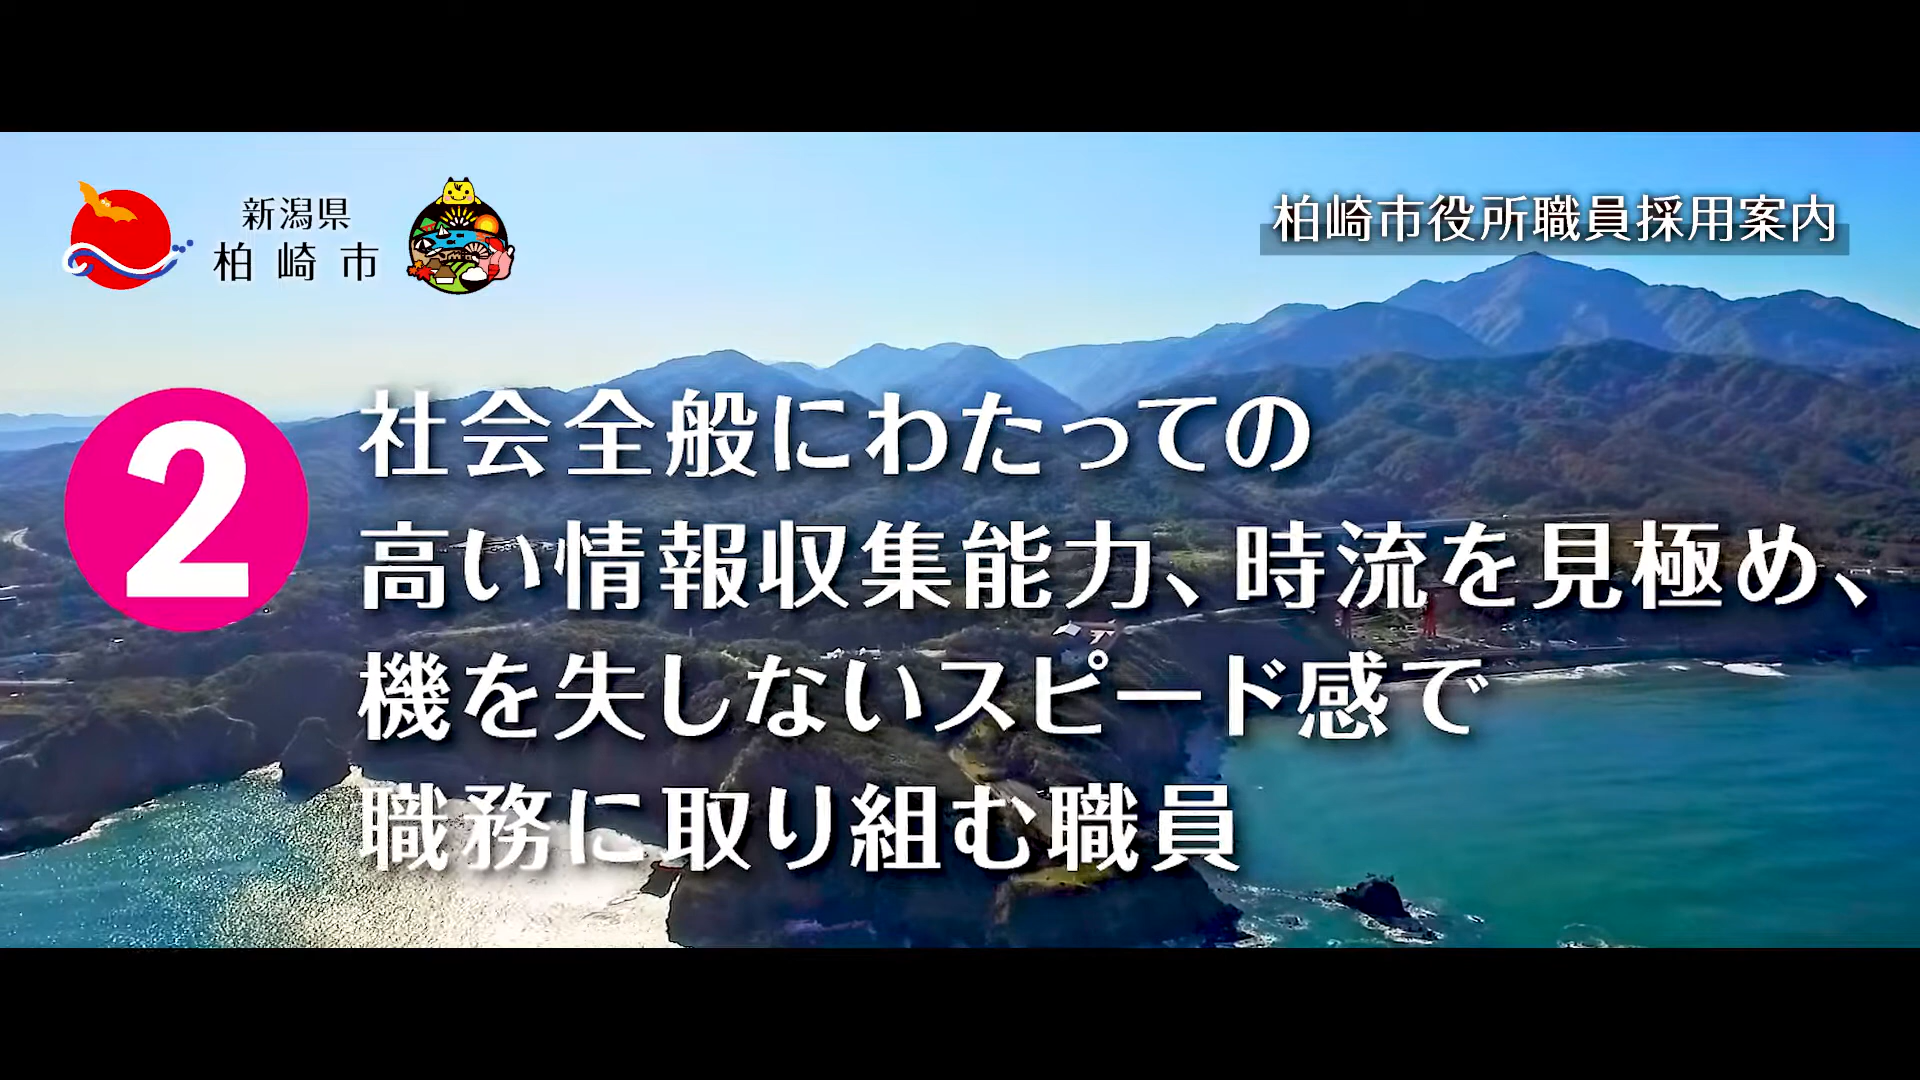 新潟県
柏崎市
柏崎市役所職員採用案内
2
社会全般にわたっての
高い情報収集能力、時流を見極め、
機を失しないスピード感で
職務に取り組む職員